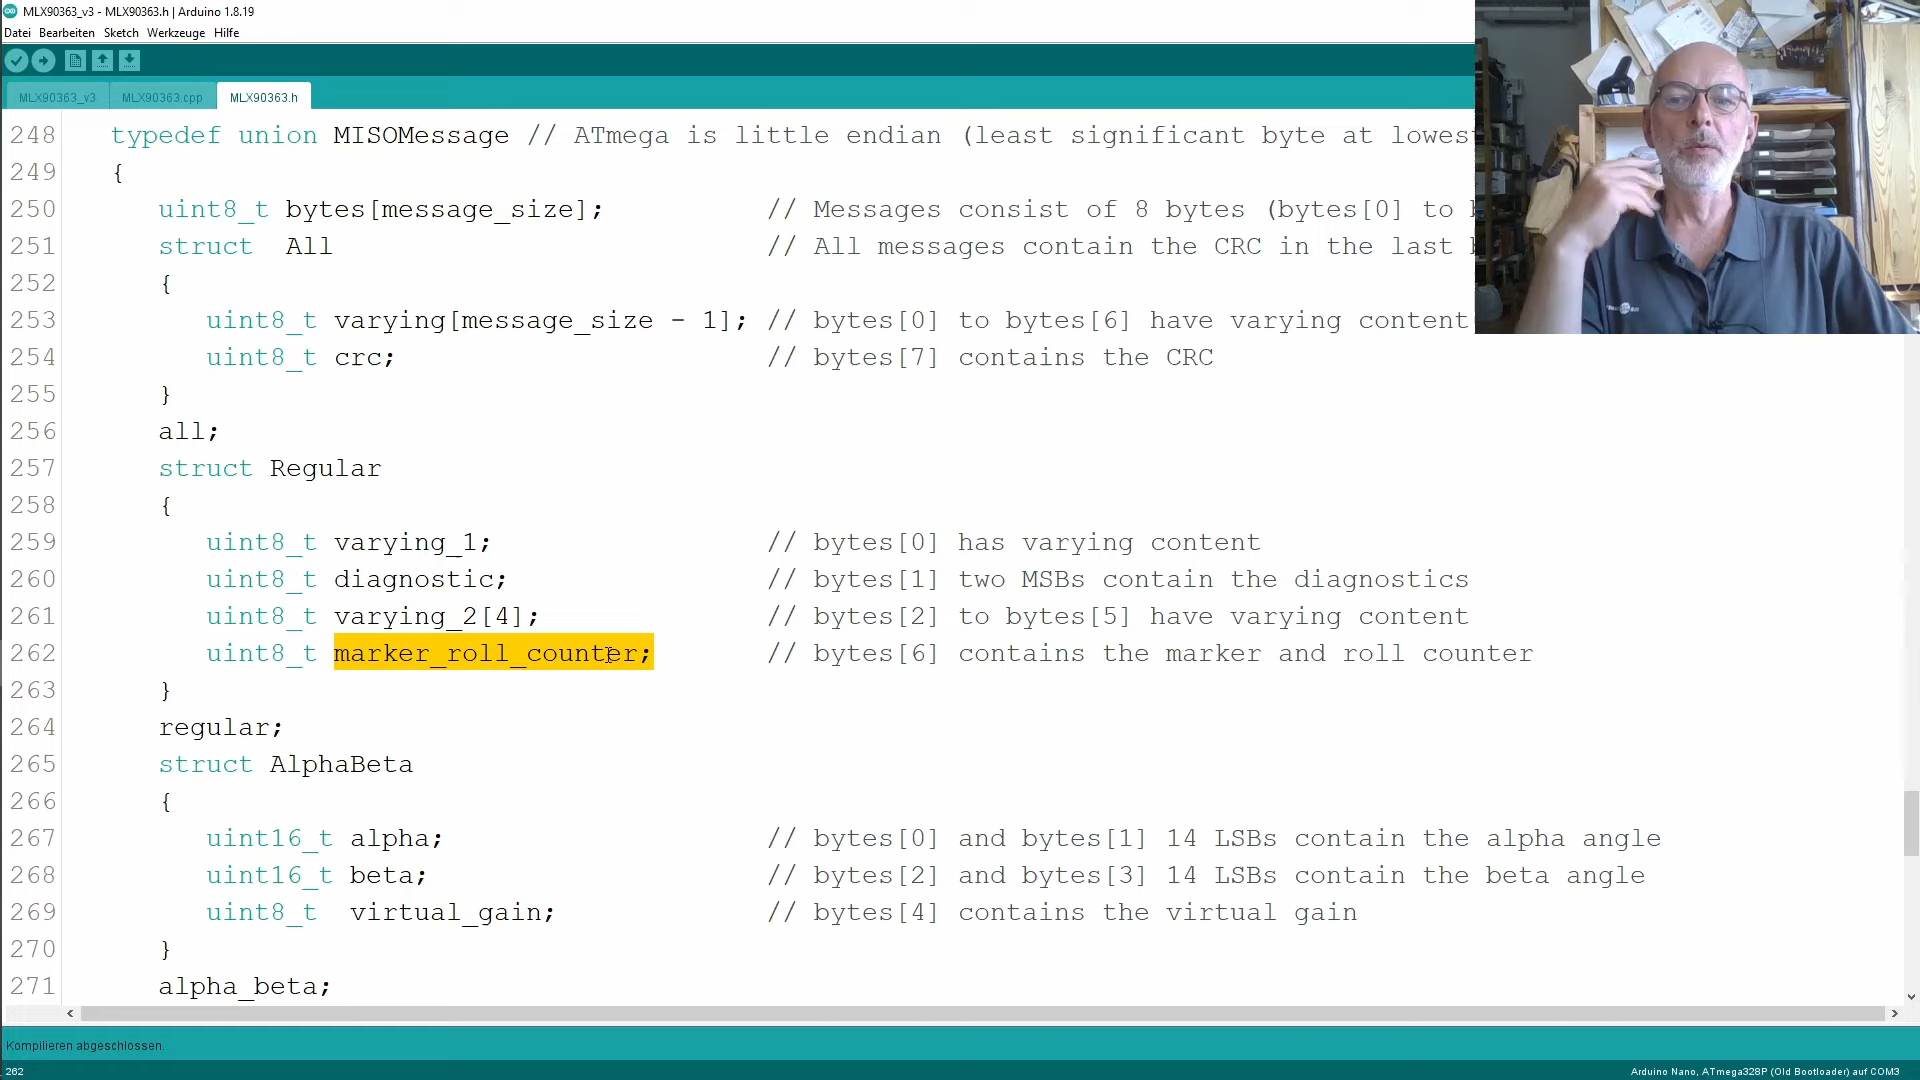 MLX90363_v3 - MLX90363.h | Arduino 1.8.19
Datei Bearbeiten Sketch Werkzeuge Hilfe
MLX90363_v3 MLX90363.cpp MLX90363.h
248 typedef union MISOMessage // ATmega is little endian (least significant byte at lowest
249 {
250 uint8_t bytes[message_size]; // Messages consist of 8 bytes (bytes[0] to
251 struct All // All messages contain the CRC in the last
252 {
253 uint8_t varying[message_size - 1]; // bytes[0] to bytes[6] have varying content
254 uint8_t crc; // bytes[7] contains the CRC
255 }
256 all;
257 struct Regular
258 {
259 uint8_t varying_1; // bytes[0] has varying content
260 uint8_t diagnostic; // bytes[1] two MSBs contain the diagnostics
261 uint8_t varying_2[4]; // bytes[2] to bytes[5] have varying content
262 uint8_t marker_roll_counter; // bytes[6] contains the marker and roll counter
263 }
264 regular;
265 struct AlphaBeta
266 {
267 uint16_t alpha; // bytes[0] and bytes[1] 14 LSBs contain the alpha angle
268 uint16_t beta; // bytes[2] and bytes[3] 14 LSBs contain the beta angle
269 uint8_t virtual_gain; // bytes[4] contains the virtual gain
270 }
271 alpha_beta;
Kompilieren abgeschlossen.
262 Arduino Nano, ATmega328P (Old Bootloader) auf COM3